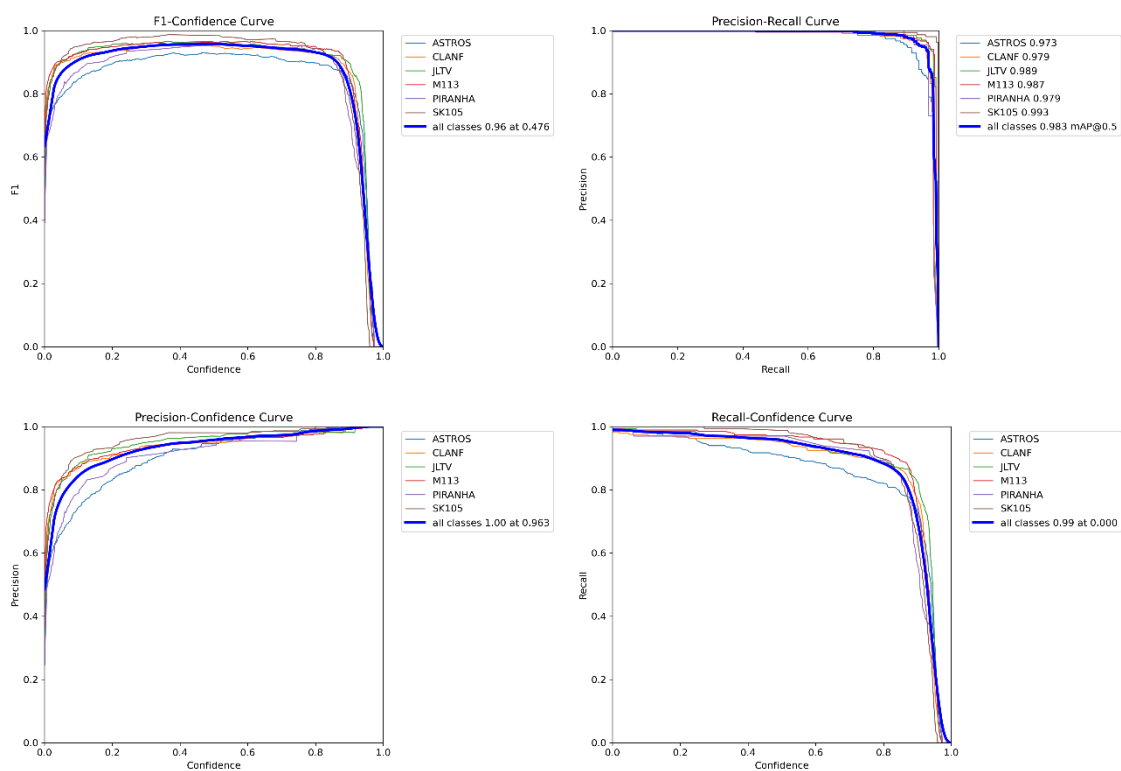 F1-Confidence Curve
1.0
0.8
0.6
0.4
0.2
0.0
F1
0.0 0.2 0.4 0.6 0.8 1.0
Confidence
ASTROS
CLANF
JLTV
M113
PIRANHA
SK105
all classes 0.96 at 0.476
Precision-Recall Curve
1.0
0.8
0.6
0.4
0.2
0.0
Precision
0.0 0.2 0.4 0.6 0.8 1.0
Recall
ASTROS 0.973
CLANF 0.979
JLTV 0.989
M113 0.987
PIRANHA 0.979
SK105 0.993
all classes 0.983 mAP@0.5
Precision-Confidence Curve
1.0
0.8
0.6
0.4
0.2
0.0
Precision
0.0 0.2 0.4 0.6 0.8 1.0
Confidence
ASTROS
CLANF
JLTV
M113
PIRANHA
SK105
all classes 1.00 at 0.963
Recall-Confidence Curve
1.0
0.8
0.6
0.4
0.2
0.0
Recall
0.0 0.2 0.4 0.6 0.8 1.0
Confidence
ASTROS
CLANF
JLTV
M113
PIRANHA
SK105
all classes 0.99 at 0.000